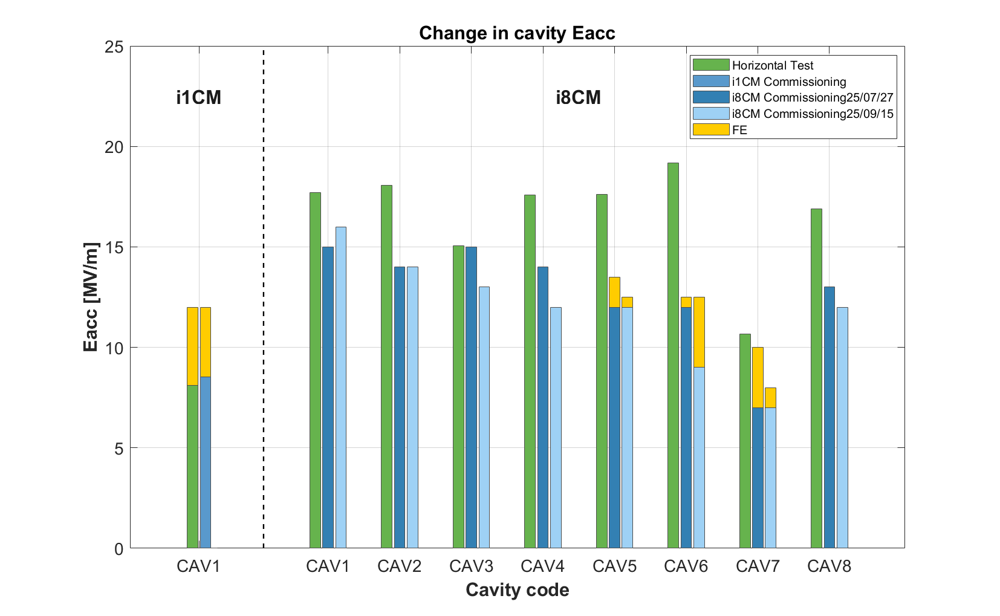 Change in cavity Eacc
25
20
15
10
5
0
Eacc [MV/m]
i1CM
i8CM
Horizontal Test
i1CM Commissioning
i8CM Commissioning25/07/27
i8CM Commissioning25/09/15
FE
CAV1 CAV1 CAV2 CAV3 CAV4 CAV5 CAV6 CAV7 CAV8
Cavity code